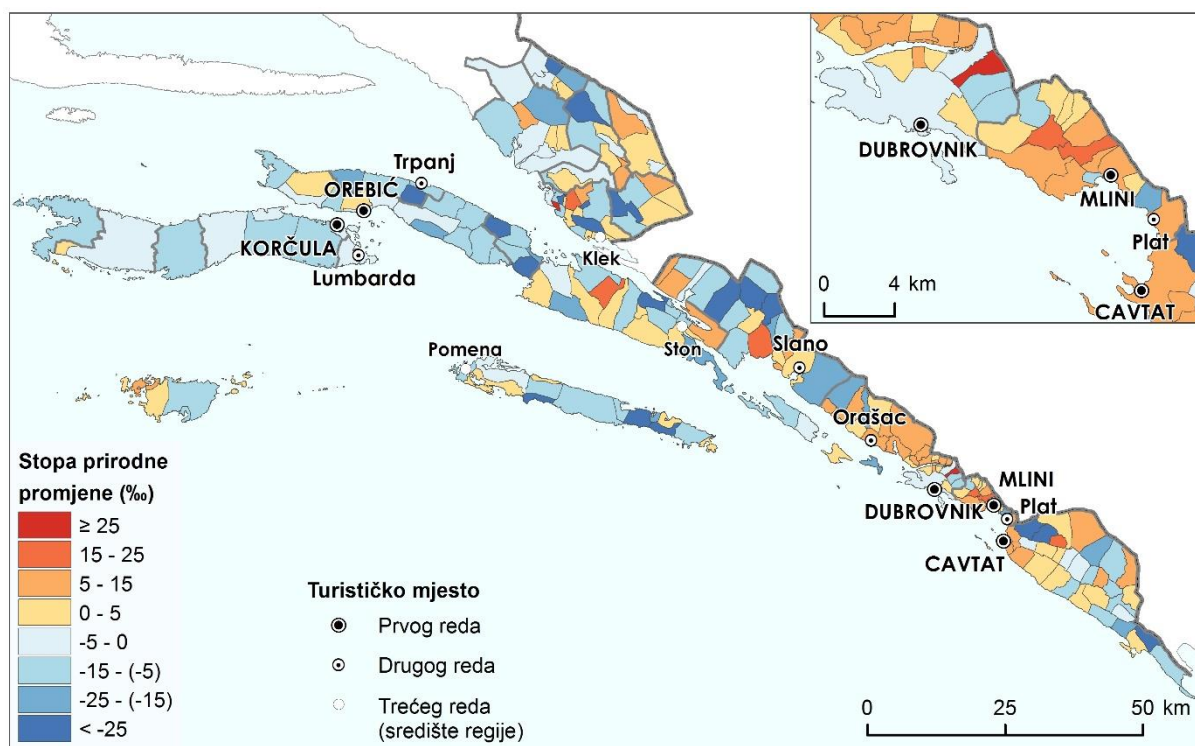 Trpanj
OREBIĆ
KORČULA
Lumbarda
Klek
Pomena
Ston
Slano
Orašac
DUBROVNIK
MLINI
Plat
CAVTAT
DUBROVNIK
MLINI
Plat
CAVTAT
0 4 km
Stopa prirodne
promjene (‰)
≥ 25
15 - 25
5 - 15
0 - 5
-5 - 0
-15 - (-5)
-25 - (-15)
< -25
Turističko mjesto
Prvog reda
Drugog reda
Trećeg reda
(središte regije)
0 25 50 km